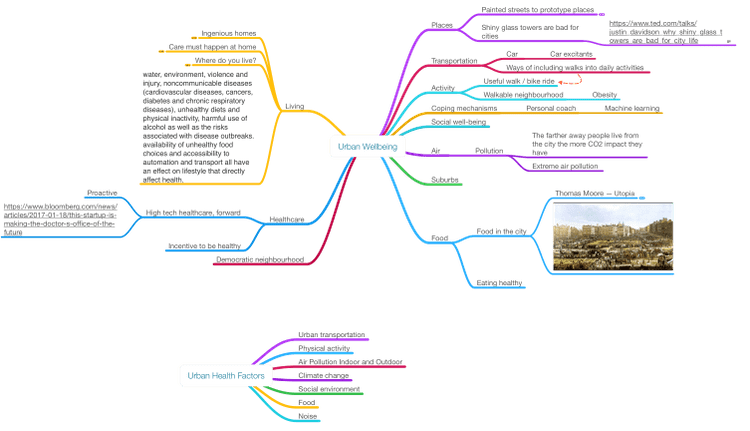 Ingenious homes
Care must happen at home
Where do you live?
water, environment, violence and
injury, noncommunicable diseases
(cardiovascular diseases, cancers,
diabetes and chronic respiratory
diseases), unhealthy diets and
physical inactivity, harmful use of
alcohol as well as the risks
associated with disease outbreaks.
availability of unhealthy food
choices and accessibility to
automation and transport all have
an effect on lifestyle that directly
affect health.
Living
Proactive
https://www.bloomberg.com/news/
articles/2017-01-18/this-startup-is-
making-the-doctor-s-office-of-the-
future
High tech healthcare, forward
Incentive to be healthy
Healthcare
Democratic neighbourhood
Urban Wellbeing
Places
Painted streets to prototype places
Shiny glass towers are bad for
cities
https://www.ted.com/talks/
justin_davidson_why_shiny_glass_t
owers_are_bad_for_city_life
Transportation
Car
Car excitants
Ways of including walks into daily activities
Activity
Useful walk / bike ride
Walkable neighbourhood
Obesity
Coping mechanisms
Personal coach
Machine learning
Social well-being
Air
Pollution
The farther away people live from
the city the more CO2 impact they
have
Extreme air pollution
Suburbs
Food
Food in the city
Thomas Moore — Utopia
Eating healthy
Urban Health Factors
Urban transportation
Physical activity
Air Pollution Indoor and Outdoor
Climate change
Social environment
Food
Noise